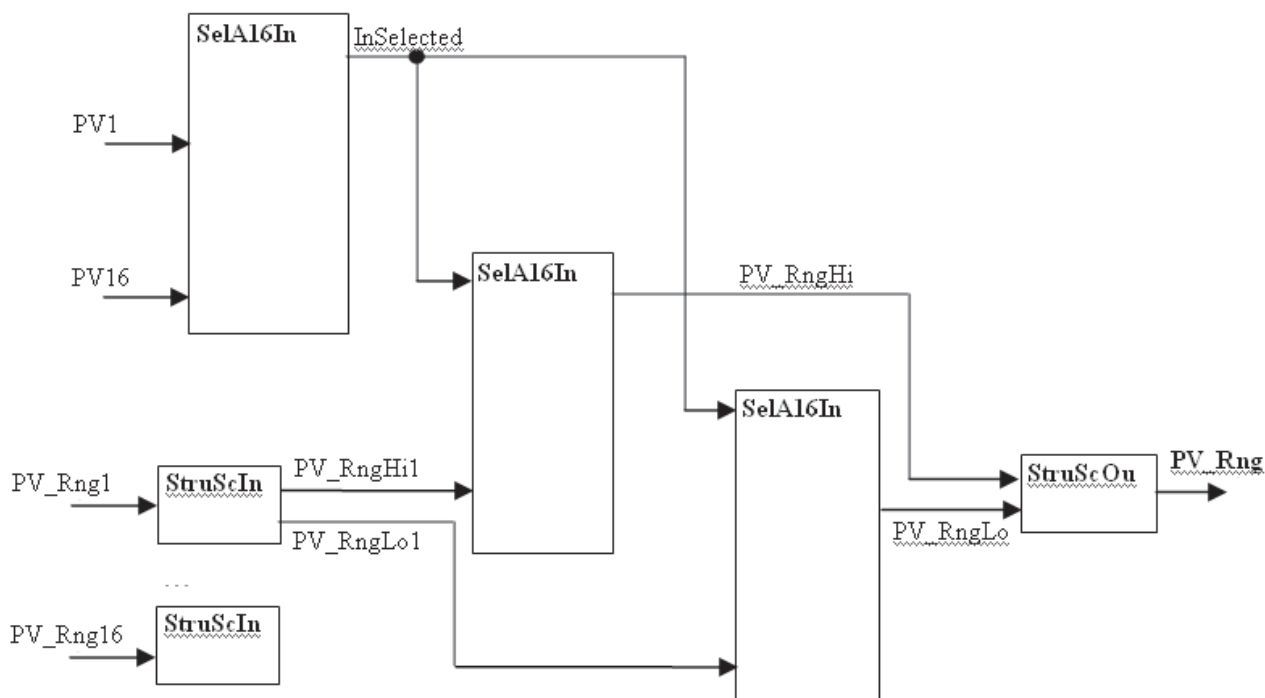 SelA16In
InSelected
PV1
PV16
SelA16In
PV_RngHi
SelA16In
PV_Rng1
StruScIn
PV_RngHi1
PV_RngLo1
StruScOu
PV_Rng
PV_RngLo
...
PV_Rng16
StruScIn